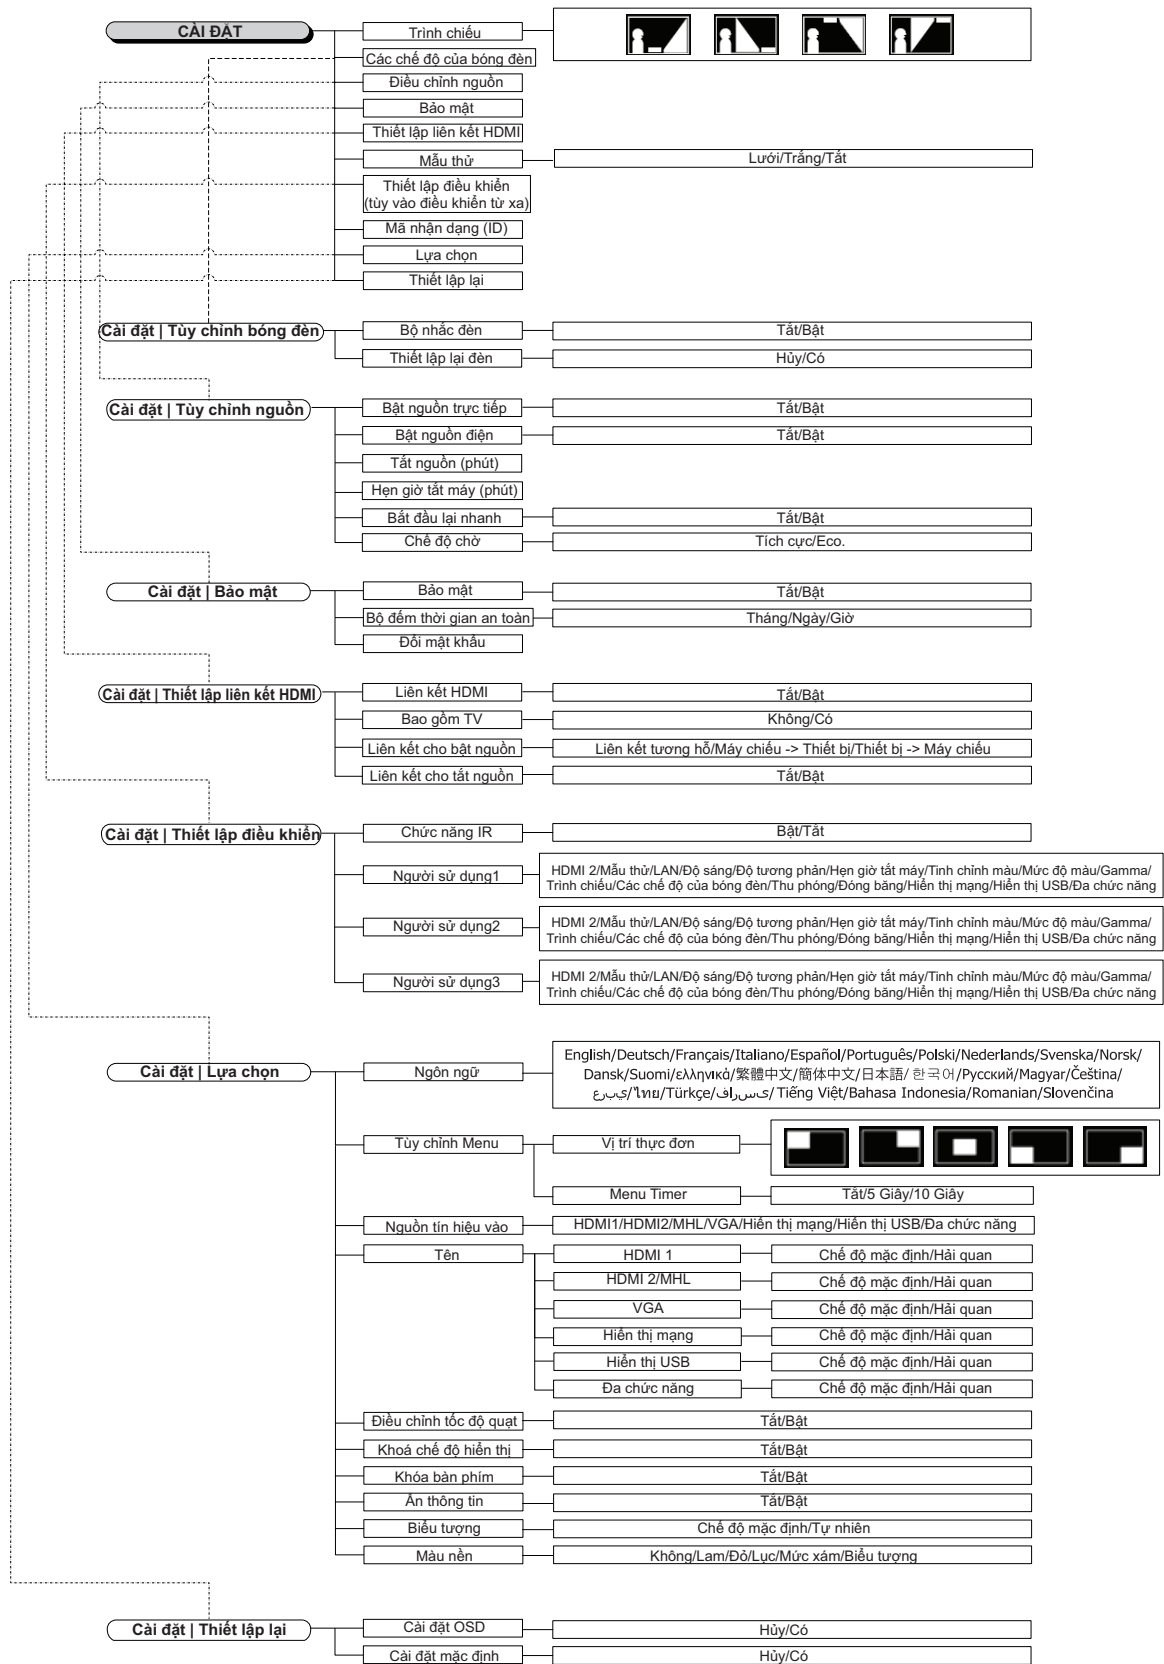 CÀI ĐẶT
Trình chiếu
Các chế độ của bóng đèn
Điều chỉnh nguồn
Bảo mật
Thiết lập liên kết HDMI
Mẫu thử
Lưới/Trắng/Tắt
Thiết lập điều khiển
(tùy vào điều khiển từ xa)
Mã nhận dạng (ID)
Lựa chọn
Thiết lập lại
Cài đặt | Tùy chỉnh bóng đèn
Bộ nhắc đèn
Tắt/Bật
Thiết lập lại đèn
Hủy/Có
Cài đặt | Tùy chỉnh nguồn
Bật nguồn trực tiếp
Tắt/Bật
Bật nguồn điện
Tắt/Bật
Tắt nguồn (phút)
Hẹn giờ tắt máy (phút)
Bắt đầu lại nhanh
Tắt/Bật
Chế độ chờ
Tích cực/Eco.
Cài đặt | Bảo mật
Bảo mật
Tắt/Bật
Bộ đếm thời gian an toàn
Tháng/Ngày/Giờ
Đổi mật khẩu
Cài đặt | Thiết lập liên kết HDMI
Liên kết HDMI
Tắt/Bật
Bao gồm TV
Không/Có
Liên kết cho bật nguồn
Liên kết tương hỗ/Máy chiếu -> Thiết bị/Thiết bị -> Máy chiếu
Liên kết cho tắt nguồn
Tắt/Bật
Cài đặt | Thiết lập điều khiển
Chức năng IR
Bật/Tắt
Người sử dụng1
HDMI 2/Mẫu thử/LAN/Độ sáng/Độ tương phản/Hẹn giờ tắt máy/Tinh chỉnh màu/Mức độ màu/Gamma/
Trình chiếu/Các chế độ của bóng đèn/Thu phóng/Đóng băng/Hiển thị mạng/Hiển thị USB/Đa chức năng
Người sử dụng2
HDMI 2/Mẫu thử/LAN/Độ sáng/Độ tương phản/Hẹn giờ tắt máy/Tinh chỉnh màu/Mức độ màu/Gamma/
Trình chiếu/Các chế độ của bóng đèn/Thu phóng/Đóng băng/Hiển thị mạng/Hiển thị USB/Đa chức năng
Người sử dụng3
HDMI 2/Mẫu thử/LAN/Độ sáng/Độ tương phản/Hẹn giờ tắt máy/Tinh chỉnh màu/Mức độ màu/Gamma/
Trình chiếu/Các chế độ của bóng đèn/Thu phóng/Đóng băng/Hiển thị mạng/Hiển thị USB/Đa chức năng
Cài đặt | Lựa chọn
Ngôn ngữ
English/Deutsch/Français/Italiano/Español/Português/Polski/Nederlands/Svenska/Norsk/
Dansk/Suomi/ελληνικά/繁體中文/簡体中文/日本語/한국어/Русский/Magyar/Čeština/
ﻱﺏﺭﻉ/ไทย/Türkçe/ﻯﺱﺭﺍﻑ/Tiếng Việt/Bahasa Indonesia/Romanian/Slovenčina
Tùy chỉnh Menu
Vị trí thực đơn
Menu Timer
Tắt/5 Giây/10 Giây
Nguồn tín hiệu vào
HDMI1/HDMI2/MHL/VGA/Hiển thị mạng/Hiển thị USB/Đa chức năng
Tên
HDMI 1
Chế độ mặc định/Hải quan
HDMI 2/MHL
Chế độ mặc định/Hải quan
VGA
Chế độ mặc định/Hải quan
Hiển thị mạng
Chế độ mặc định/Hải quan
Hiển thị USB
Chế độ mặc định/Hải quan
Đa chức năng
Chế độ mặc định/Hải quan
Điều chỉnh tốc độ quạt
Tắt/Bật
Khoá chế độ hiển thị
Tắt/Bật
Khóa bàn phím
Tắt/Bật
Ẩn thông tin
Tắt/Bật
Biểu tượng
Chế độ mặc định/Tự nhiên
Màu nền
Không/Lam/Đỏ/Lục/Mức xám/Biểu tượng
Cài đặt | Thiết lập lại
Cài đặt OSD
Hủy/Có
Cài đặt mặc định
Hủy/Có